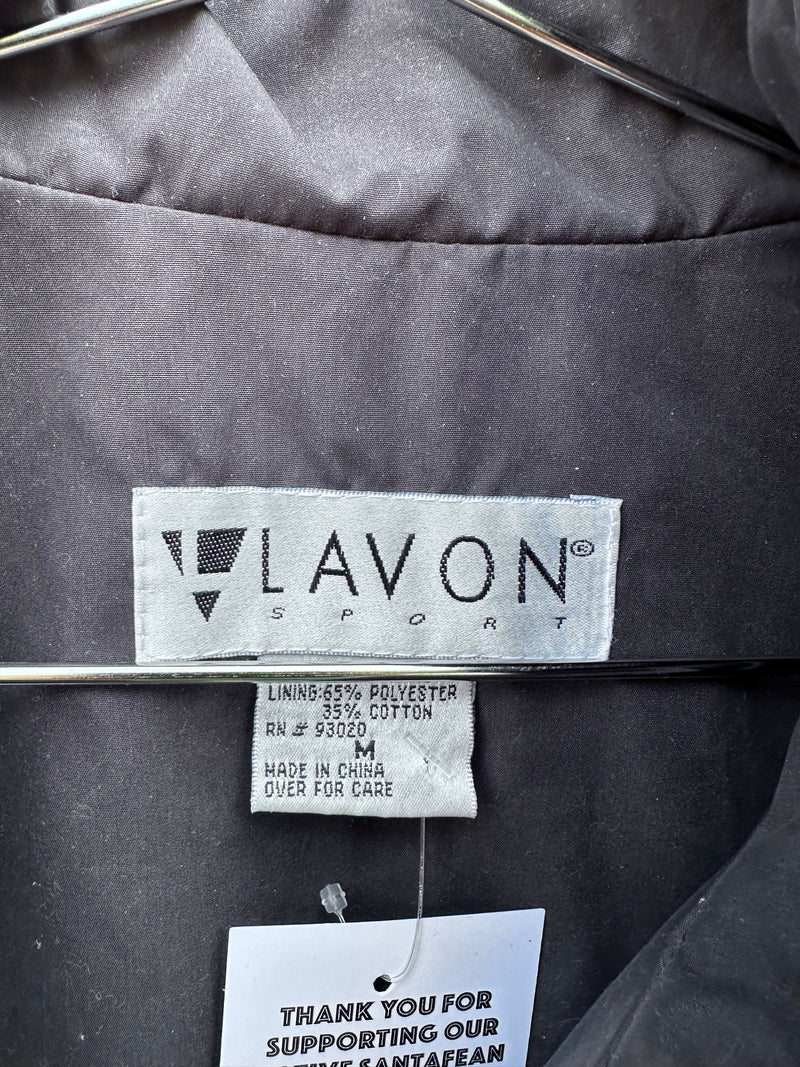 LAVON®
SPORT
LINING:65% POLYESTER
35% COTTON
RN # 93020
M
MADE IN CHINA
OVER FOR CARE
THANK YOU FOR
SUPPORTING OUR
SANTAFEAN